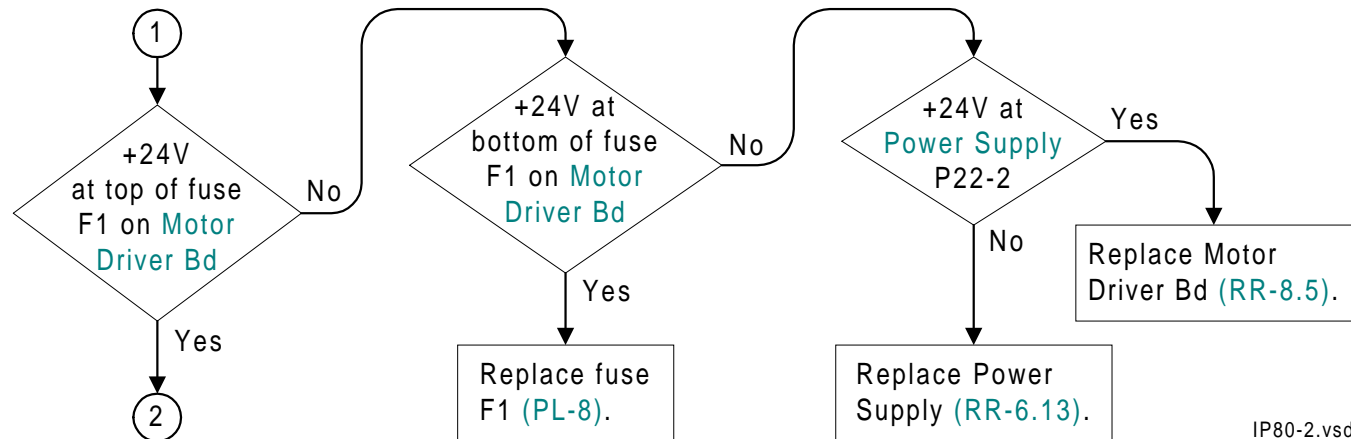 1
+24V
at top of fuse
F1 on Motor
Driver Bd
No
Yes
2
+24V at
bottom of fuse
F1 on Motor
Driver Bd
No
Yes
Replace fuse
F1 (PL-8).
+24V at
Power Supply
P22-2
Yes
No
Replace Motor
Driver Bd (RR-8.5).
Replace Power
Supply (RR-6.13).
IP80-2.vsd